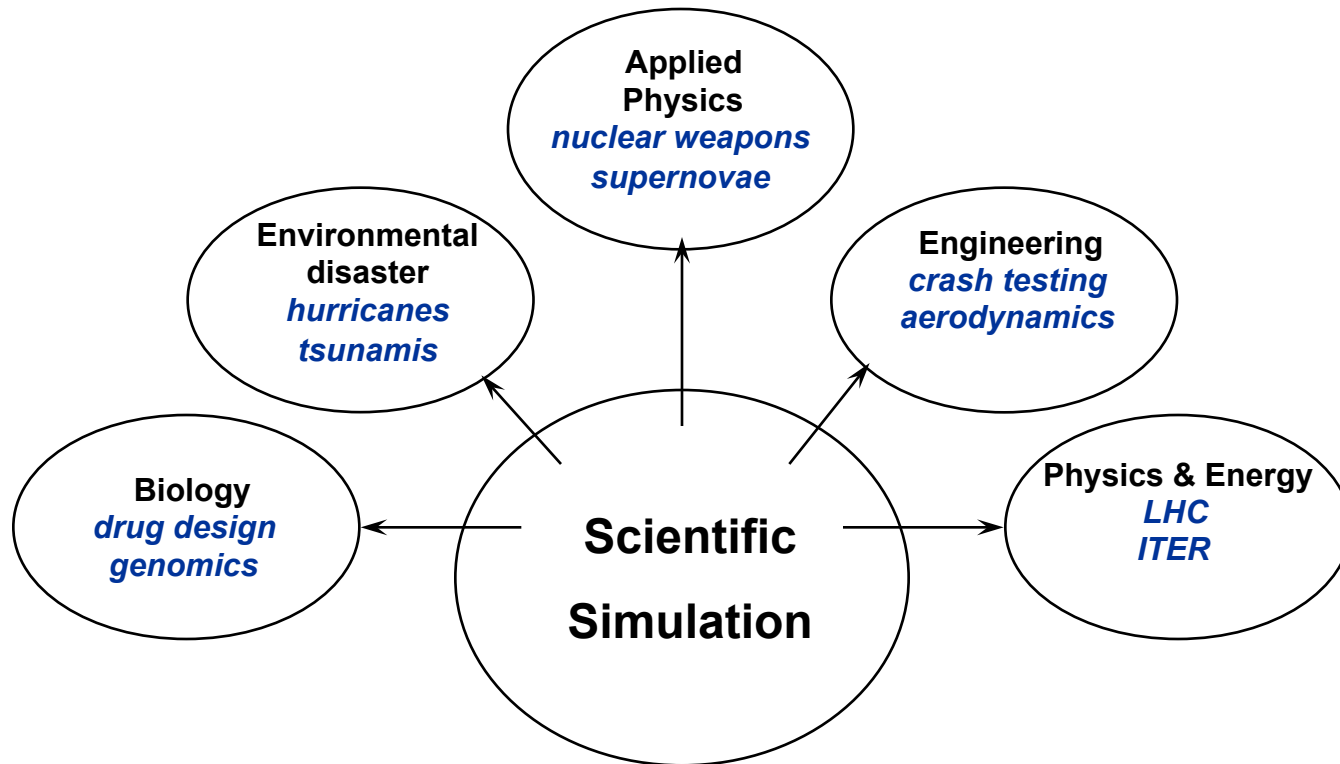 Applied
Physics
nuclear weapons
supernovae
Environmental
disaster
hurricanes
tsunamis
Engineering
crash testing
aerodynamics
Biology
drug design
genomics
Physics & Energy
LHC
ITER
Scientific
Simulation